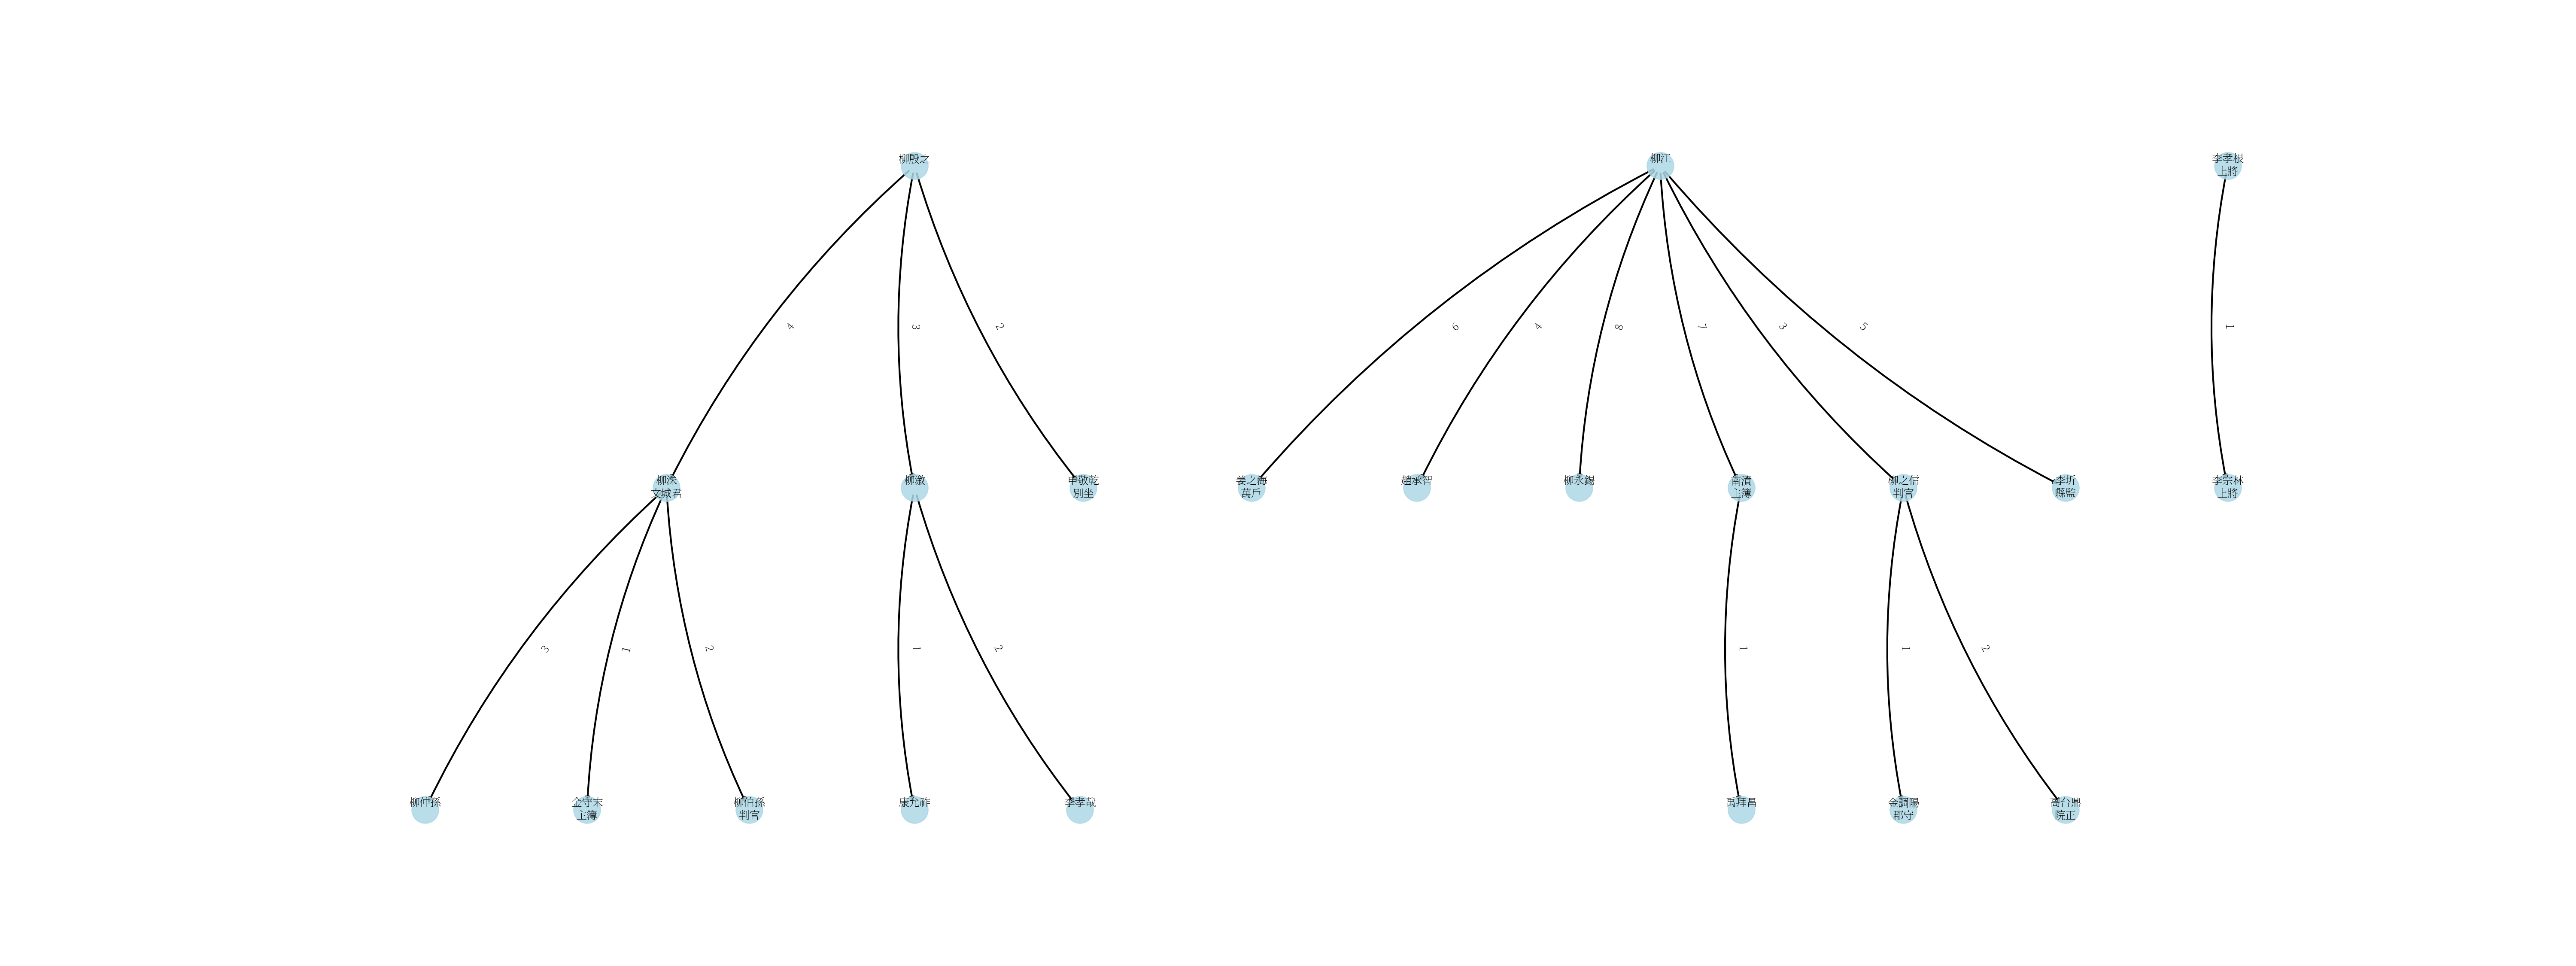 柳殷之
柳江
李孝根
上將
4
3
2
6
4
8
7
3
5
1
柳洙
文城君
柳潋
申敬乾
別坐
姜之海
萬戶
趙承智
柳永錫
南濆
主簿
柳之信
判官
李圻
縣監
李宗林
上將
3
1
2
1
2
1
1
2
柳仲孫
金守末
主簿
柳伯孫
判官
康允祚
李孝哉
禹拜昌
金謂陽
郡守
高台鼎
院正